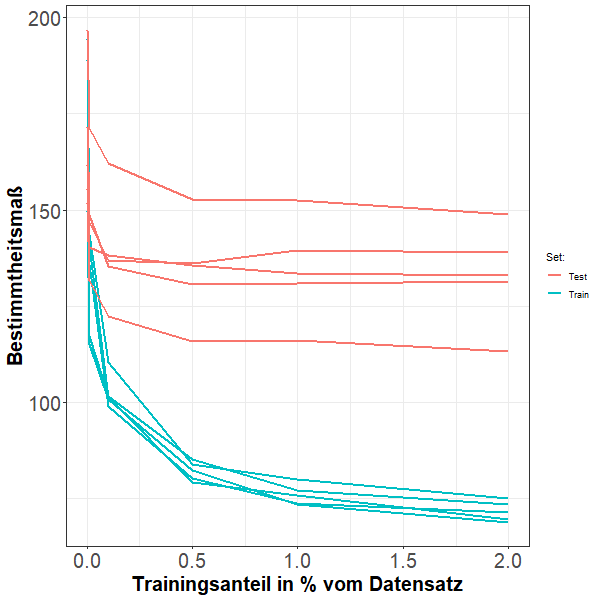 200
150
100
Bestimmtheitsmaß
0.0 0.5 1.0 1.5 2.0
Trainingsanteil in % vom Datensatz
Set:
Test
Train